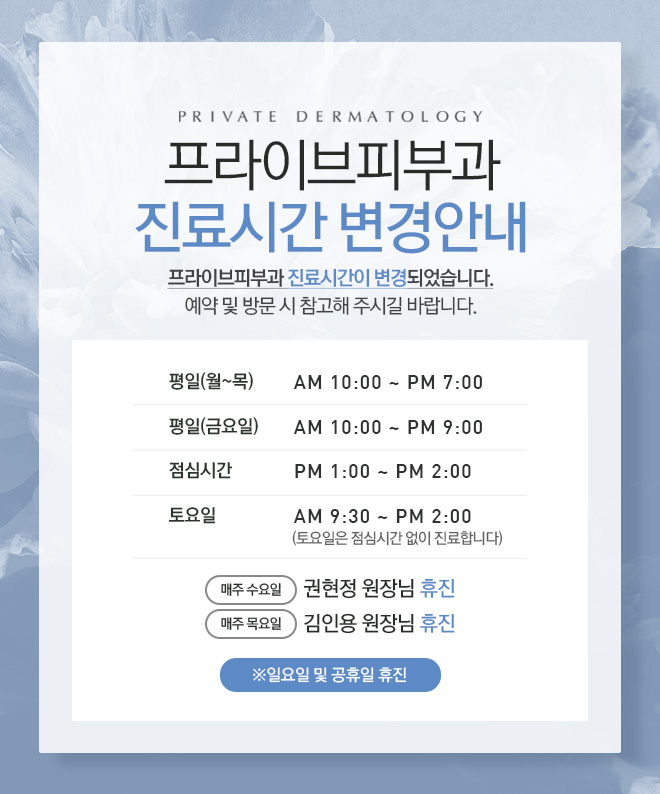 PRIVATE DERMATOLOGY
프라이브피부과
진료시간 변경안내
프라이브피부과 진료시간이 변경되었습니다.
예약 및 방문 시 참고해 주시길 바랍니다.
평일(월~목) AM 10:00 ~ PM 7:00
평일(금요일) AM 10:00 ~ PM 9:00
점심시간 PM 1:00 ~ PM 2:00
토요일 AM 9:30 ~ PM 2:00
(토요일은 점심시간 없이 진료합니다)
매주 수요일 권현정 원장님 휴진
매주 목요일 김인용 원장님 휴진
※일요일 및 공휴일 휴진